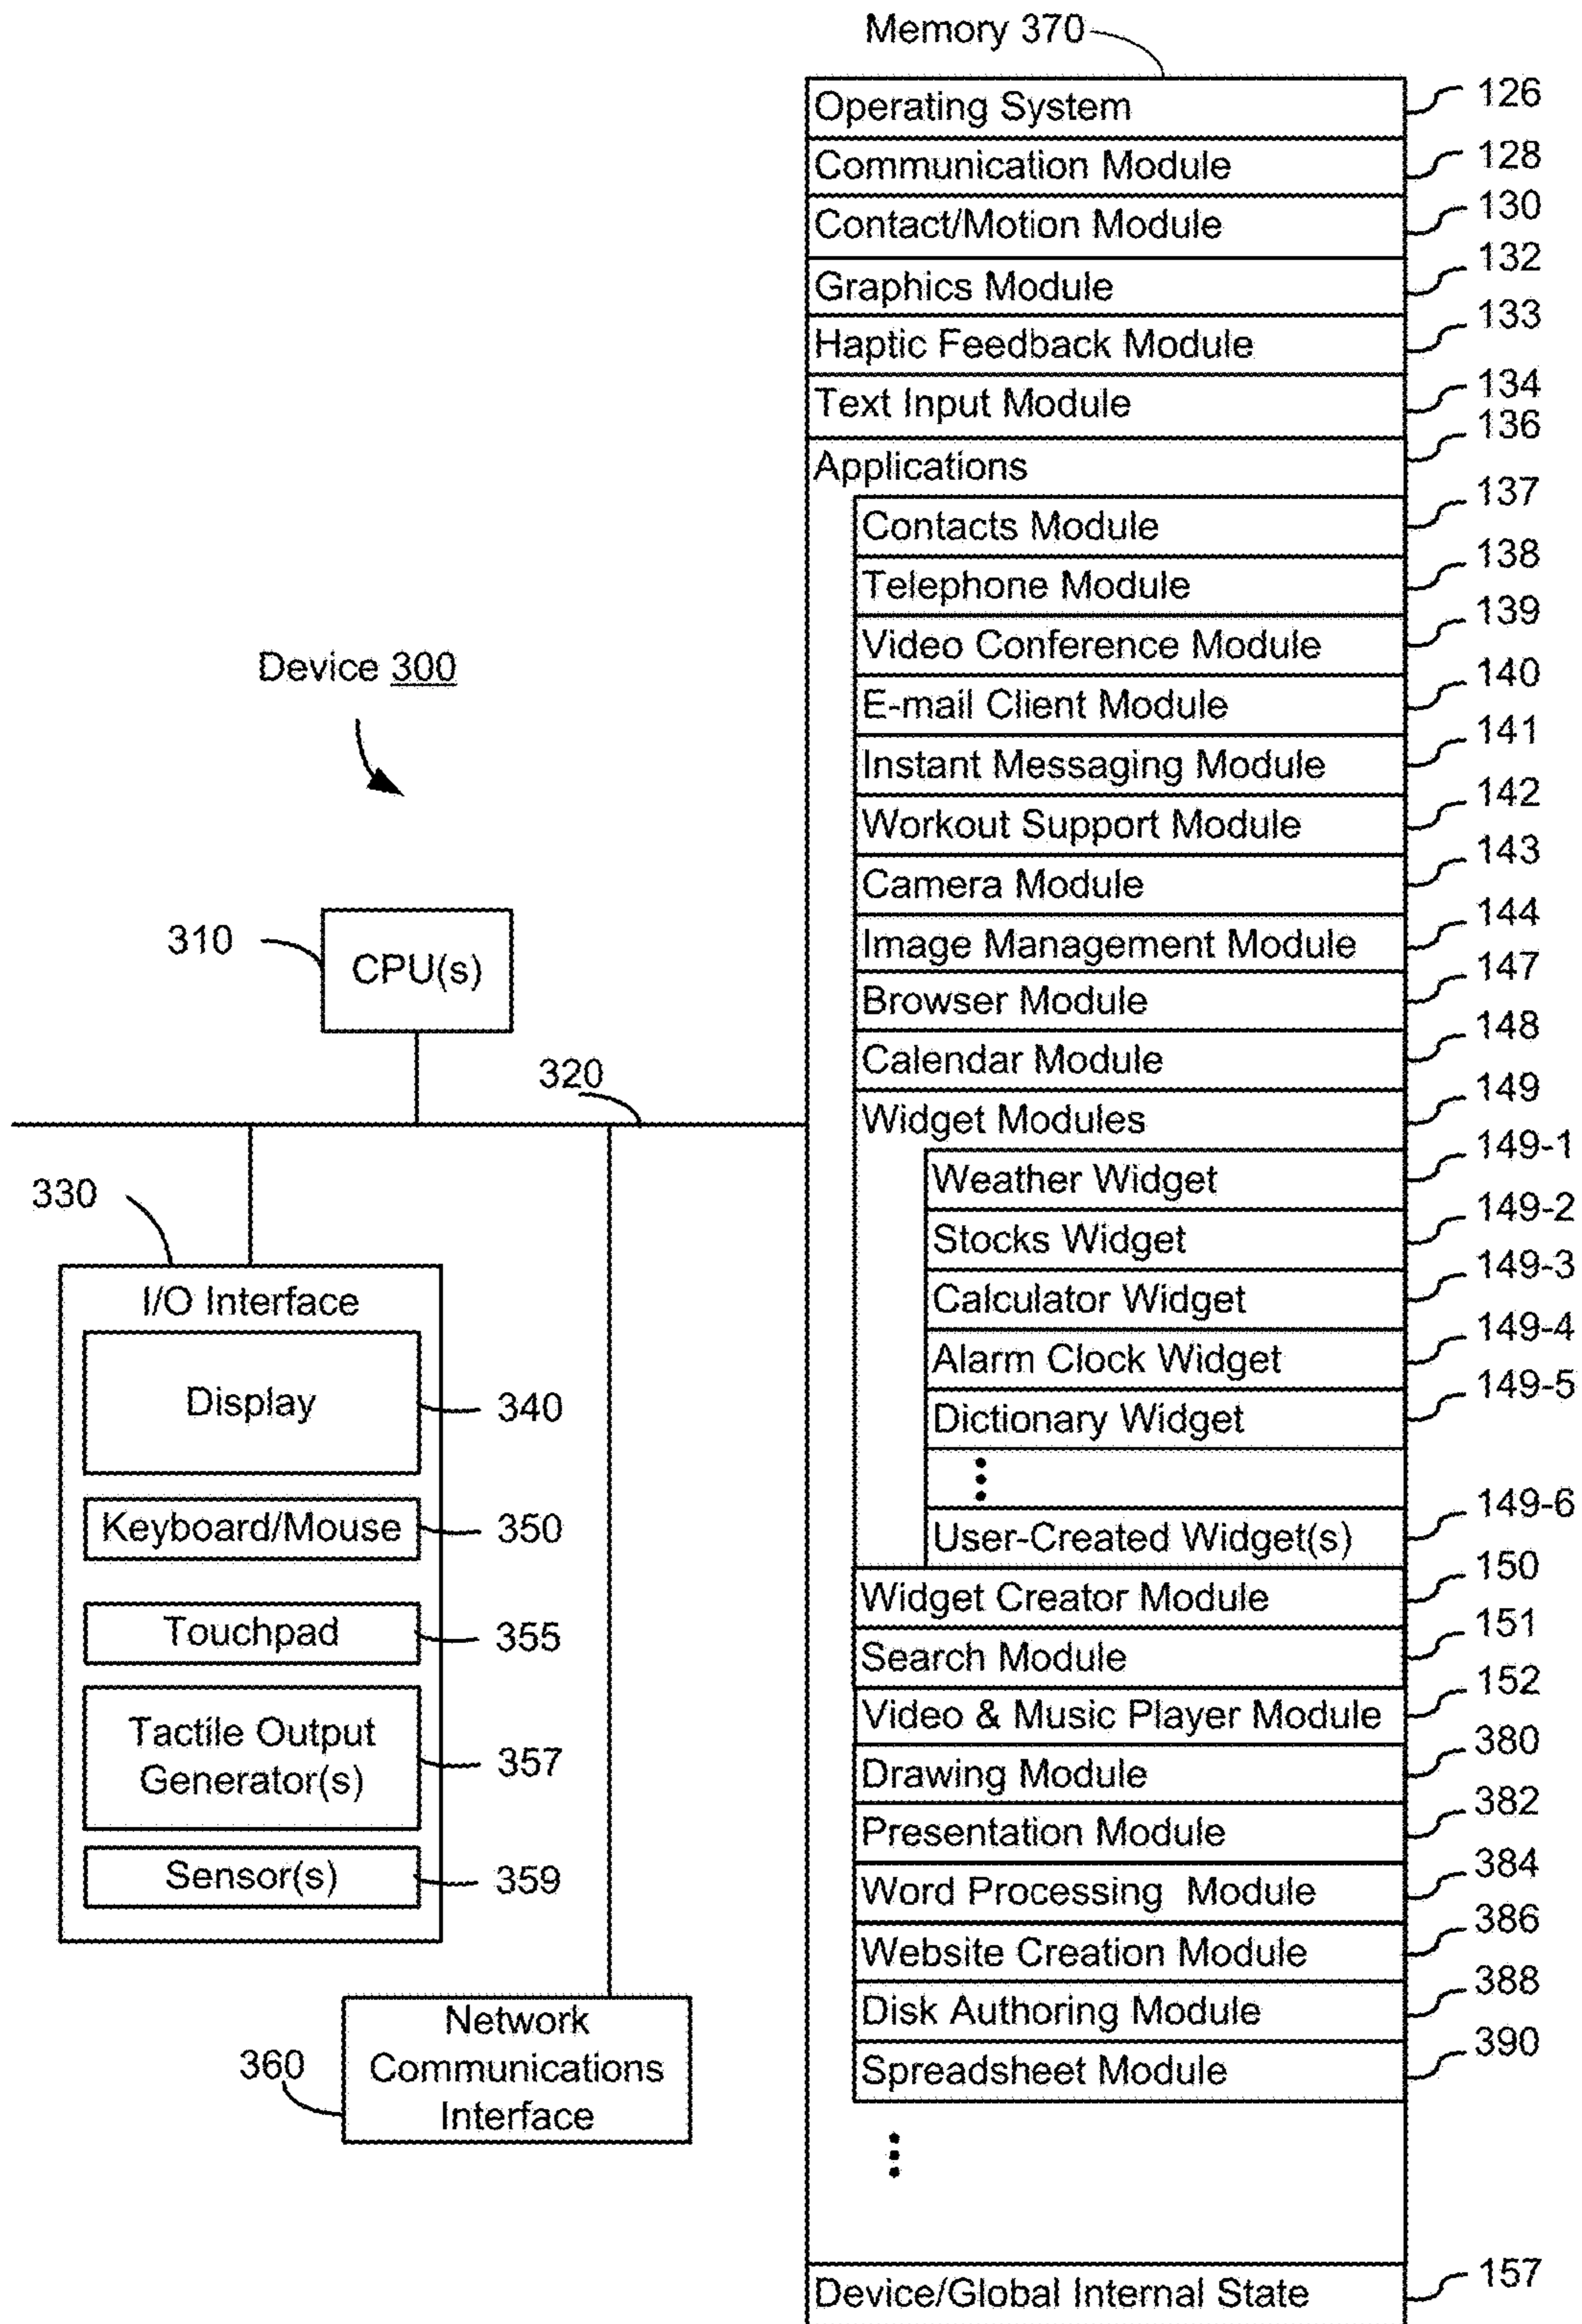 Memory 370
Operating System 126
Communication Module 128
Contact/Motion Module 130
Graphics Module 132
Haptic Feedback Module 133
Text Input Module 134
Applications 136
Contacts Module 137
Telephone Module 138
Video Conference Module 139
E-mail Client Module 140
Instant Messaging Module 141
Workout Support Module 142
Camera Module 143
Image Management Module 144
Browser Module 147
Calendar Module 148
Widget Modules 149
Weather Widget 149-1
Stocks Widget 149-2
Calculator Widget 149-3
Alarm Clock Widget 149-4
Dictionary Widget 149-5
User-Created Widget(s) 149-6
Widget Creator Module 150
Search Module 151
Video & Music Player Module 152
Drawing Module 380
Presentation Module 382
Word Processing Module 384
Website Creation Module 386
Disk Authoring Module 388
Spreadsheet Module 390
Device/Global Internal State 157
Device 300
310
CPU(s)
320
330
I/O Interface
Display 340
Keyboard/Mouse 350
Touchpad 355
Tactile Output
Generator(s) 357
Sensor(s) 359
360
Network
Communications
Interface